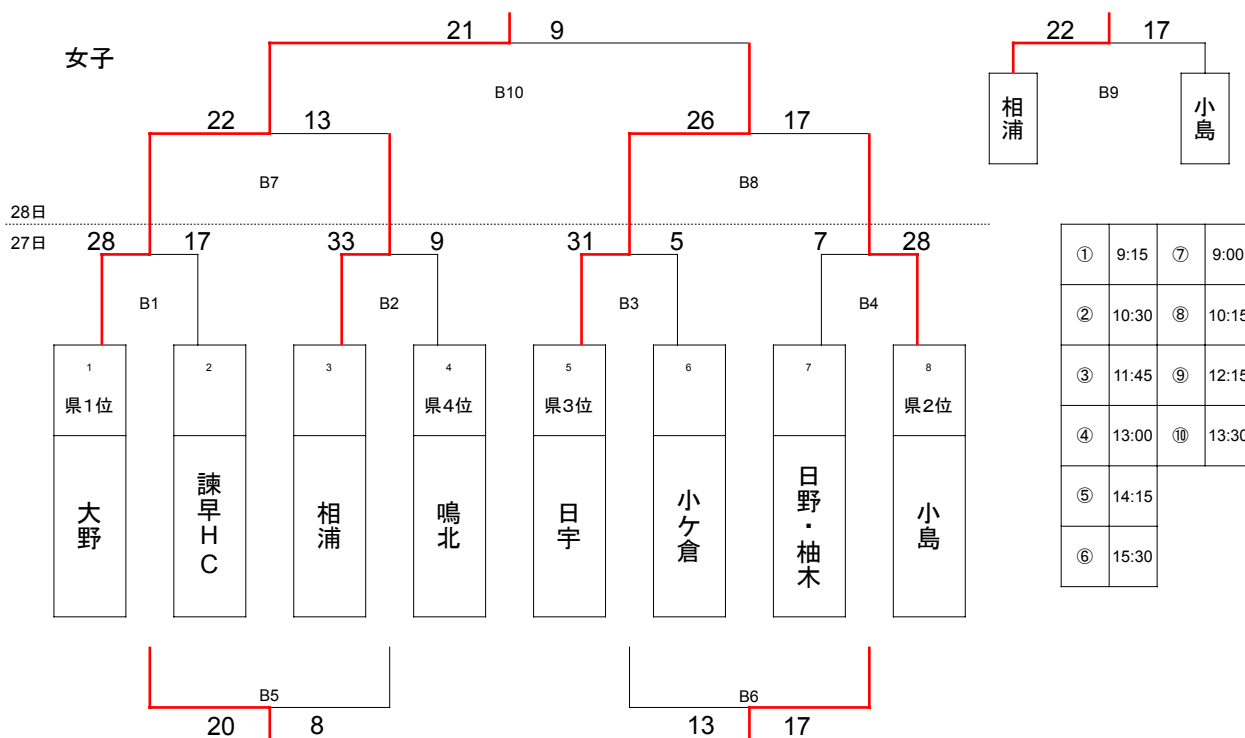 21 9
22 17
女子
B10
B9
相浦
小島
22 13
26 17
B7
B8
28日
27日
28 17
33 9
31 5
7 28
B1
B2
B3
B4
1 2 3 4 5 6 7 8
県1位 県4位 県3位 県2位
大野
諫早HC
相浦
鳴北
日宇
小ケ倉
日野・柚木
小島
① 9:15 ⑦ 9:00
② 10:30 ⑧ 10:15
③ 11:45 ⑨ 12:15
④ 13:00 ⑩ 13:30
⑤ 14:15
⑥ 15:30
B5
B6
20 8
13 17